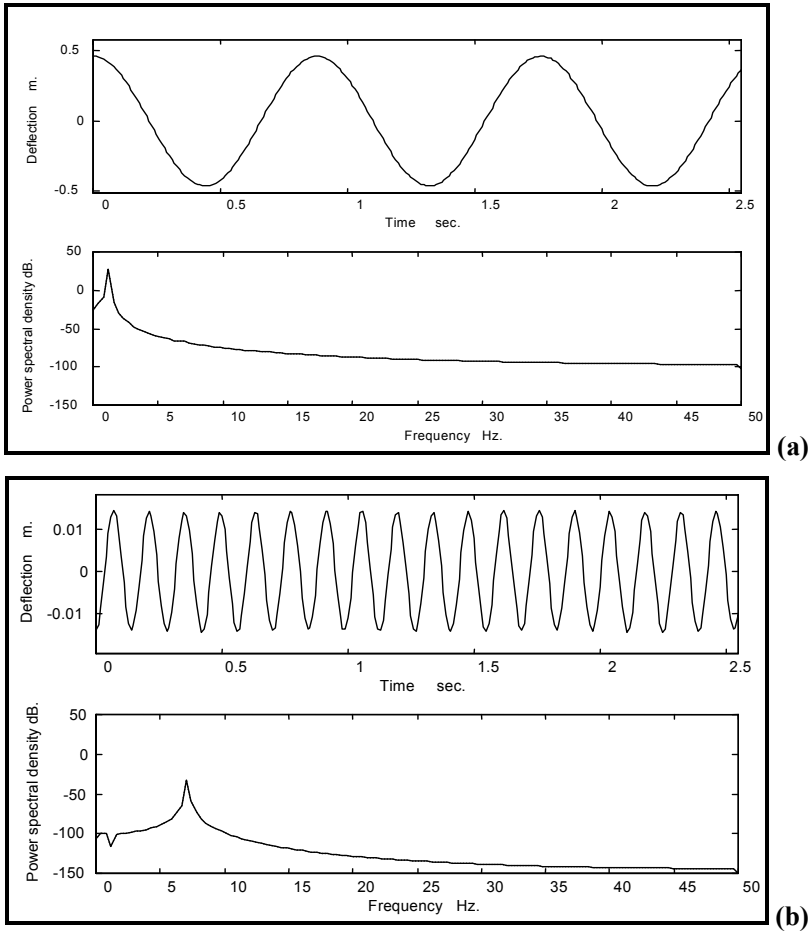 0.5
0
-0.5
Deflection m.
0 0.5 1 1.5 2 2.5
Time sec.
50
0
-50
-100
-150
Power spectral density dB.
0 5 10 15 20 25 30 35 40 45 50
Frequency Hz.
(a)
0.01
0
-0.01
Deflection m.
0 0.5 1 1.5 2 2.5
Time sec.
50
0
-50
-100
-150
Power spectral density dB.
0 5 10 15 20 25 30 35 40 45 50
Frequency Hz.
(b)